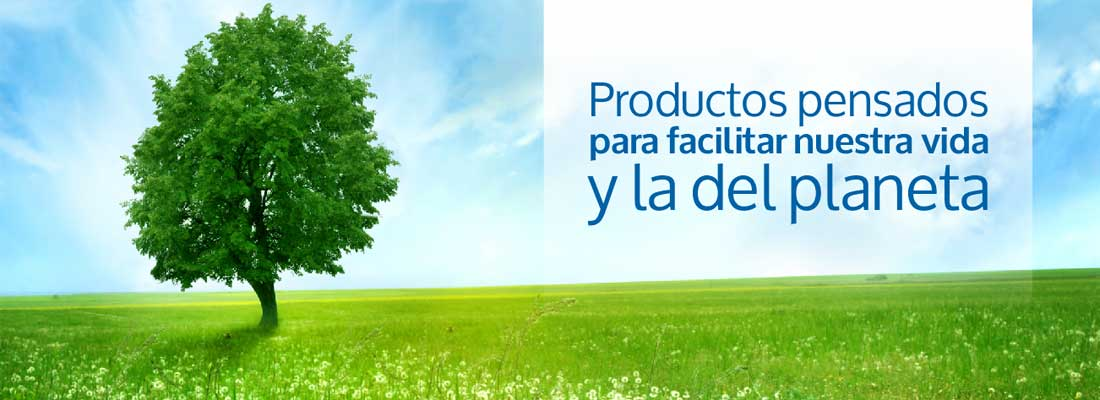 Productos pensados
para facilitar nuestra vida
y la del planeta